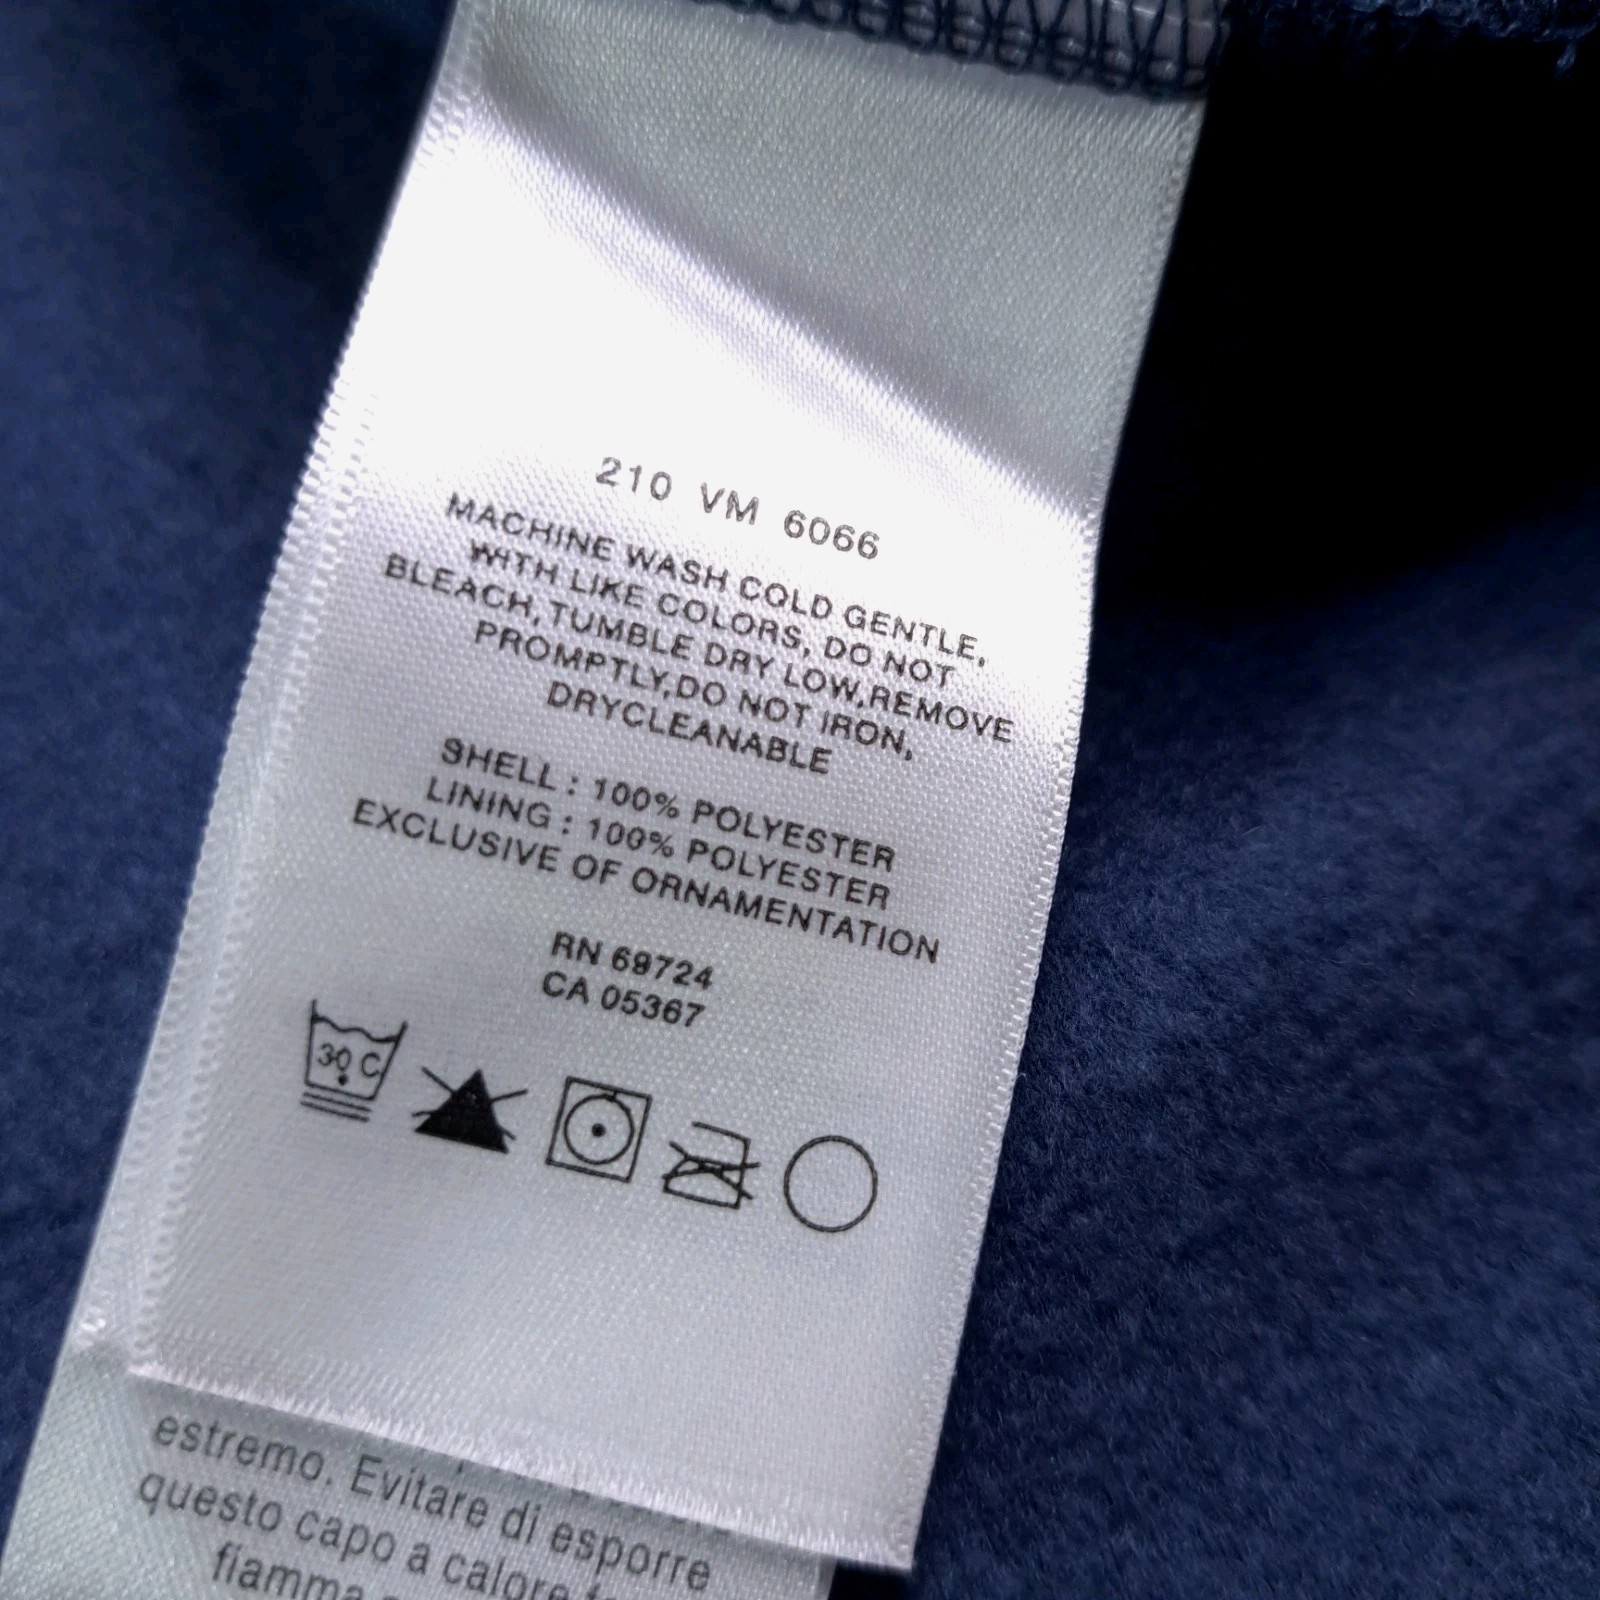 210 VM 6066
MACHINE WASH COLD GENTLE,
WITH LIKE COLORS, DO NOT
BLEACH,TUMBLE DRY LOW,REMOVE
PROMPTLY,DO NOT IRON,
DRYCLEANABLE
SHELL : 100% POLYESTER
LINING : 100% POLYESTER
EXCLUSIVE OF ORNAMENTATION
RN 69724
CA 05367
30 C
estremo. Evitare di esporre
questo capo a calore
fiamma